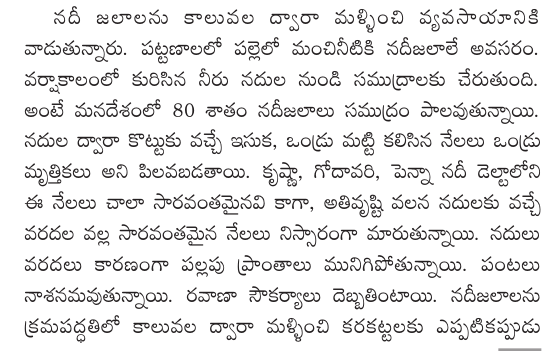 నదీ జలాలను కాలువల ద్వారా మళ్ళించి వ్యవసాయానికి
వాడుతున్నారు. పట్టణాలలో పల్లెలో మంచినీటికి నదీజలాలే అవసరం.
వర్షాకాలంలో కురిసిన నీరు నదుల నుండి సముద్రాలకు చేరుతుంది.
అంటే మనదేశంలో 80 శాతం నదీజలాలు సముద్రం పాలవుతున్నాయి.
నదుల ద్వారా కొట్టుకు వచ్చే ఇసుక, ఒండ్రు మట్టి కలిసిన నేలలు ఒండ్రు
మృత్తికలు అని పిలవబడతాయి. కృష్ణా, గోదావరి, పెన్నా నదీ డెల్టాలోని
ఈ నేలలు చాలా సారవంతమైనవి కాగా, అతివృష్టి వలన నదులకు వచ్చే
వరదల వల్ల సారవంతమైన నేలలు నిస్సారంగా మారుతున్నాయి. నదులు
వరదలు కారణంగా పల్లపు ప్రాంతాలు మునిగిపోతున్నాయి. పంటలు
నాశనమవుతున్నాయి. రవాణా సౌకర్యాలు దెబ్బతింటాయి. నదీజలాలను
క్రమపద్ధతిలో కాలువల ద్వారా మళ్ళించి కరకట్టలకు ఎప్పటికప్పుడు